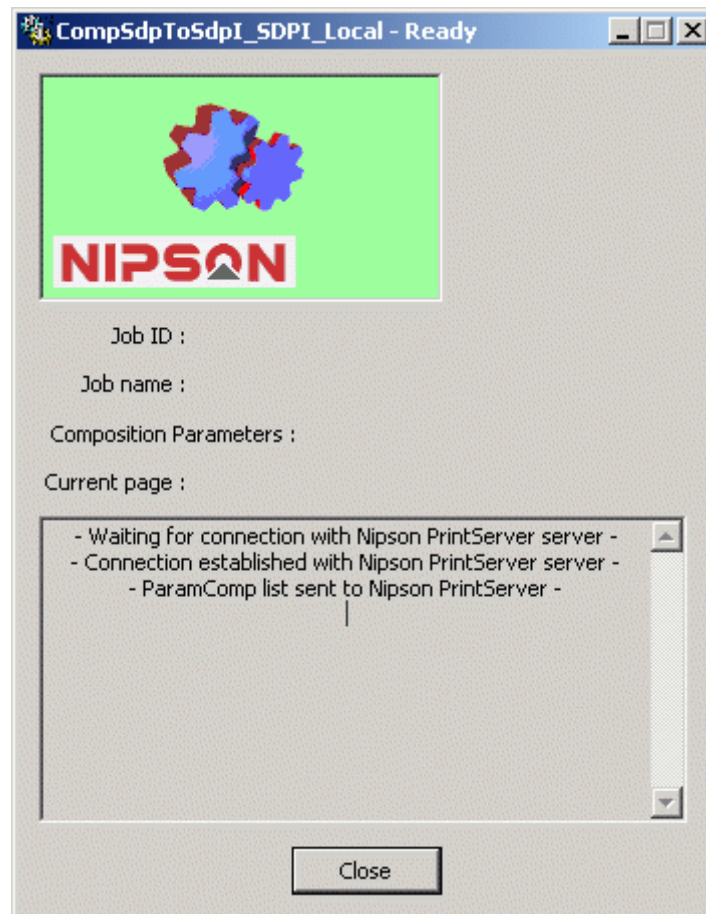 CompSdpToSdpI_SDPI_Local - Ready
NIPSON
Job ID :
Job name :
Composition Parameters :
Current page :
- Waiting for connection with Nipson PrintServer server -
- Connection established with Nipson PrintServer server -
- ParamComp list sent to Nipson PrintServer -
Close